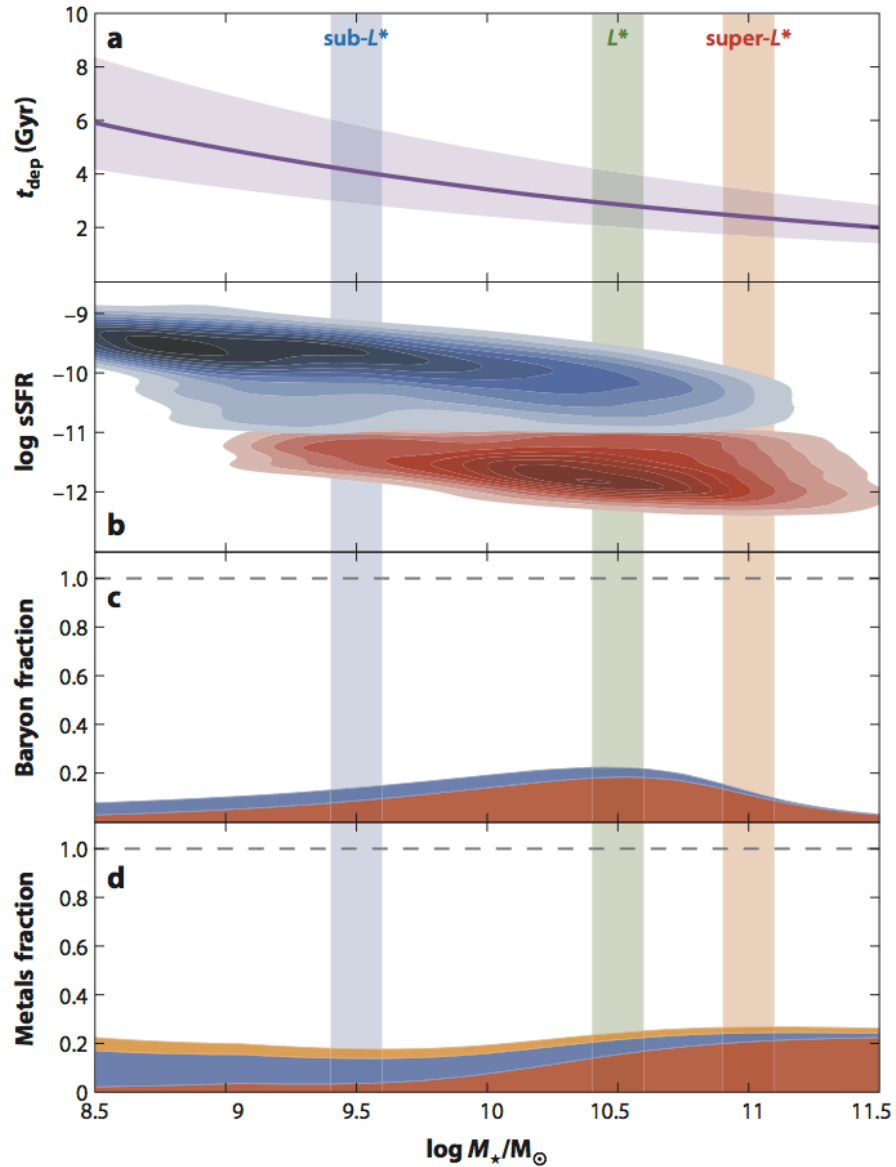 a
sub-L*
L*
super-L*
10
8
6
4
2
t_dep (Gyr)
b
−9
−10
−11
−12
log sSFR
c
1.0
0.8
0.6
0.4
0.2
Baryon fraction
d
1.0
0.8
0.6
0.4
0.2
0
Metals fraction
8.5 9 9.5 10 10.5 11 11.5
log M⋆/M☉